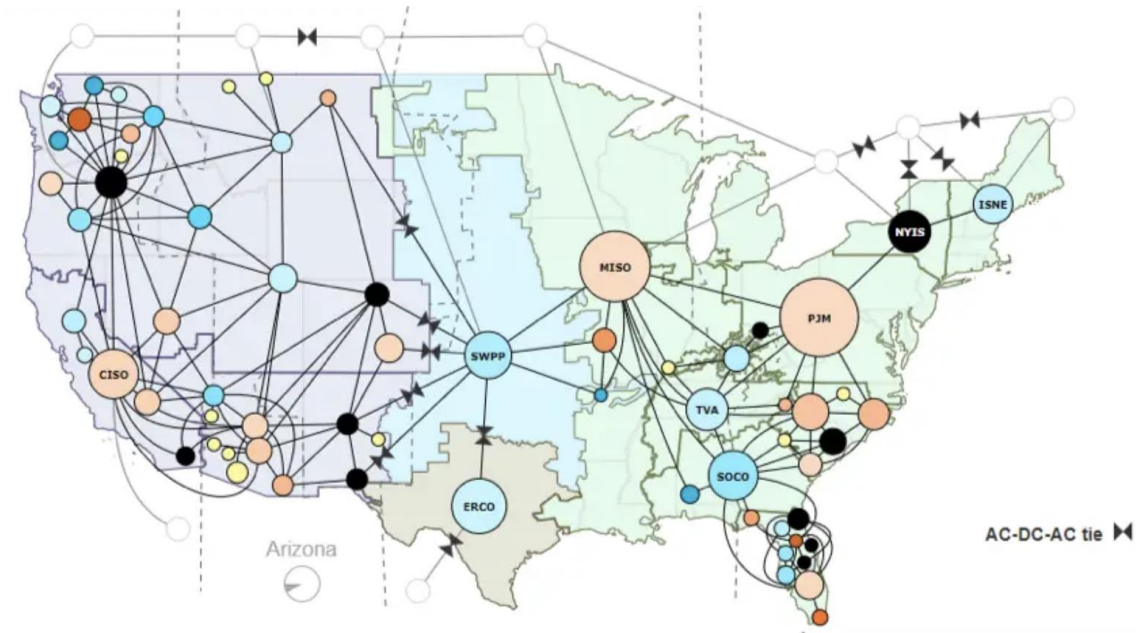 ISNE
NYIS
MISO
PJM
SWPP
CISO
TVA
SOCO
ERCO
AC-DC-AC tie
Arizona